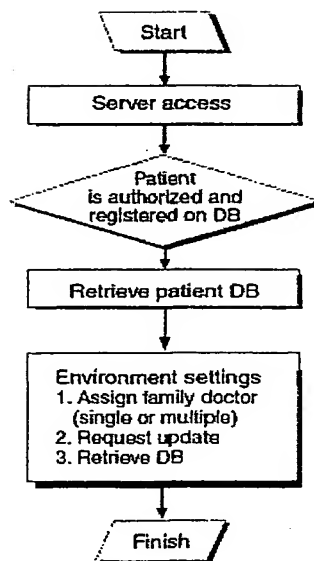 Start
Server access
Patient
is authorized and
registered on DB
Retrieve patient DB
Environment settings
1. Assign family doctor
(single or multiple)
2. Request update
3. Retrieve DB
Finish